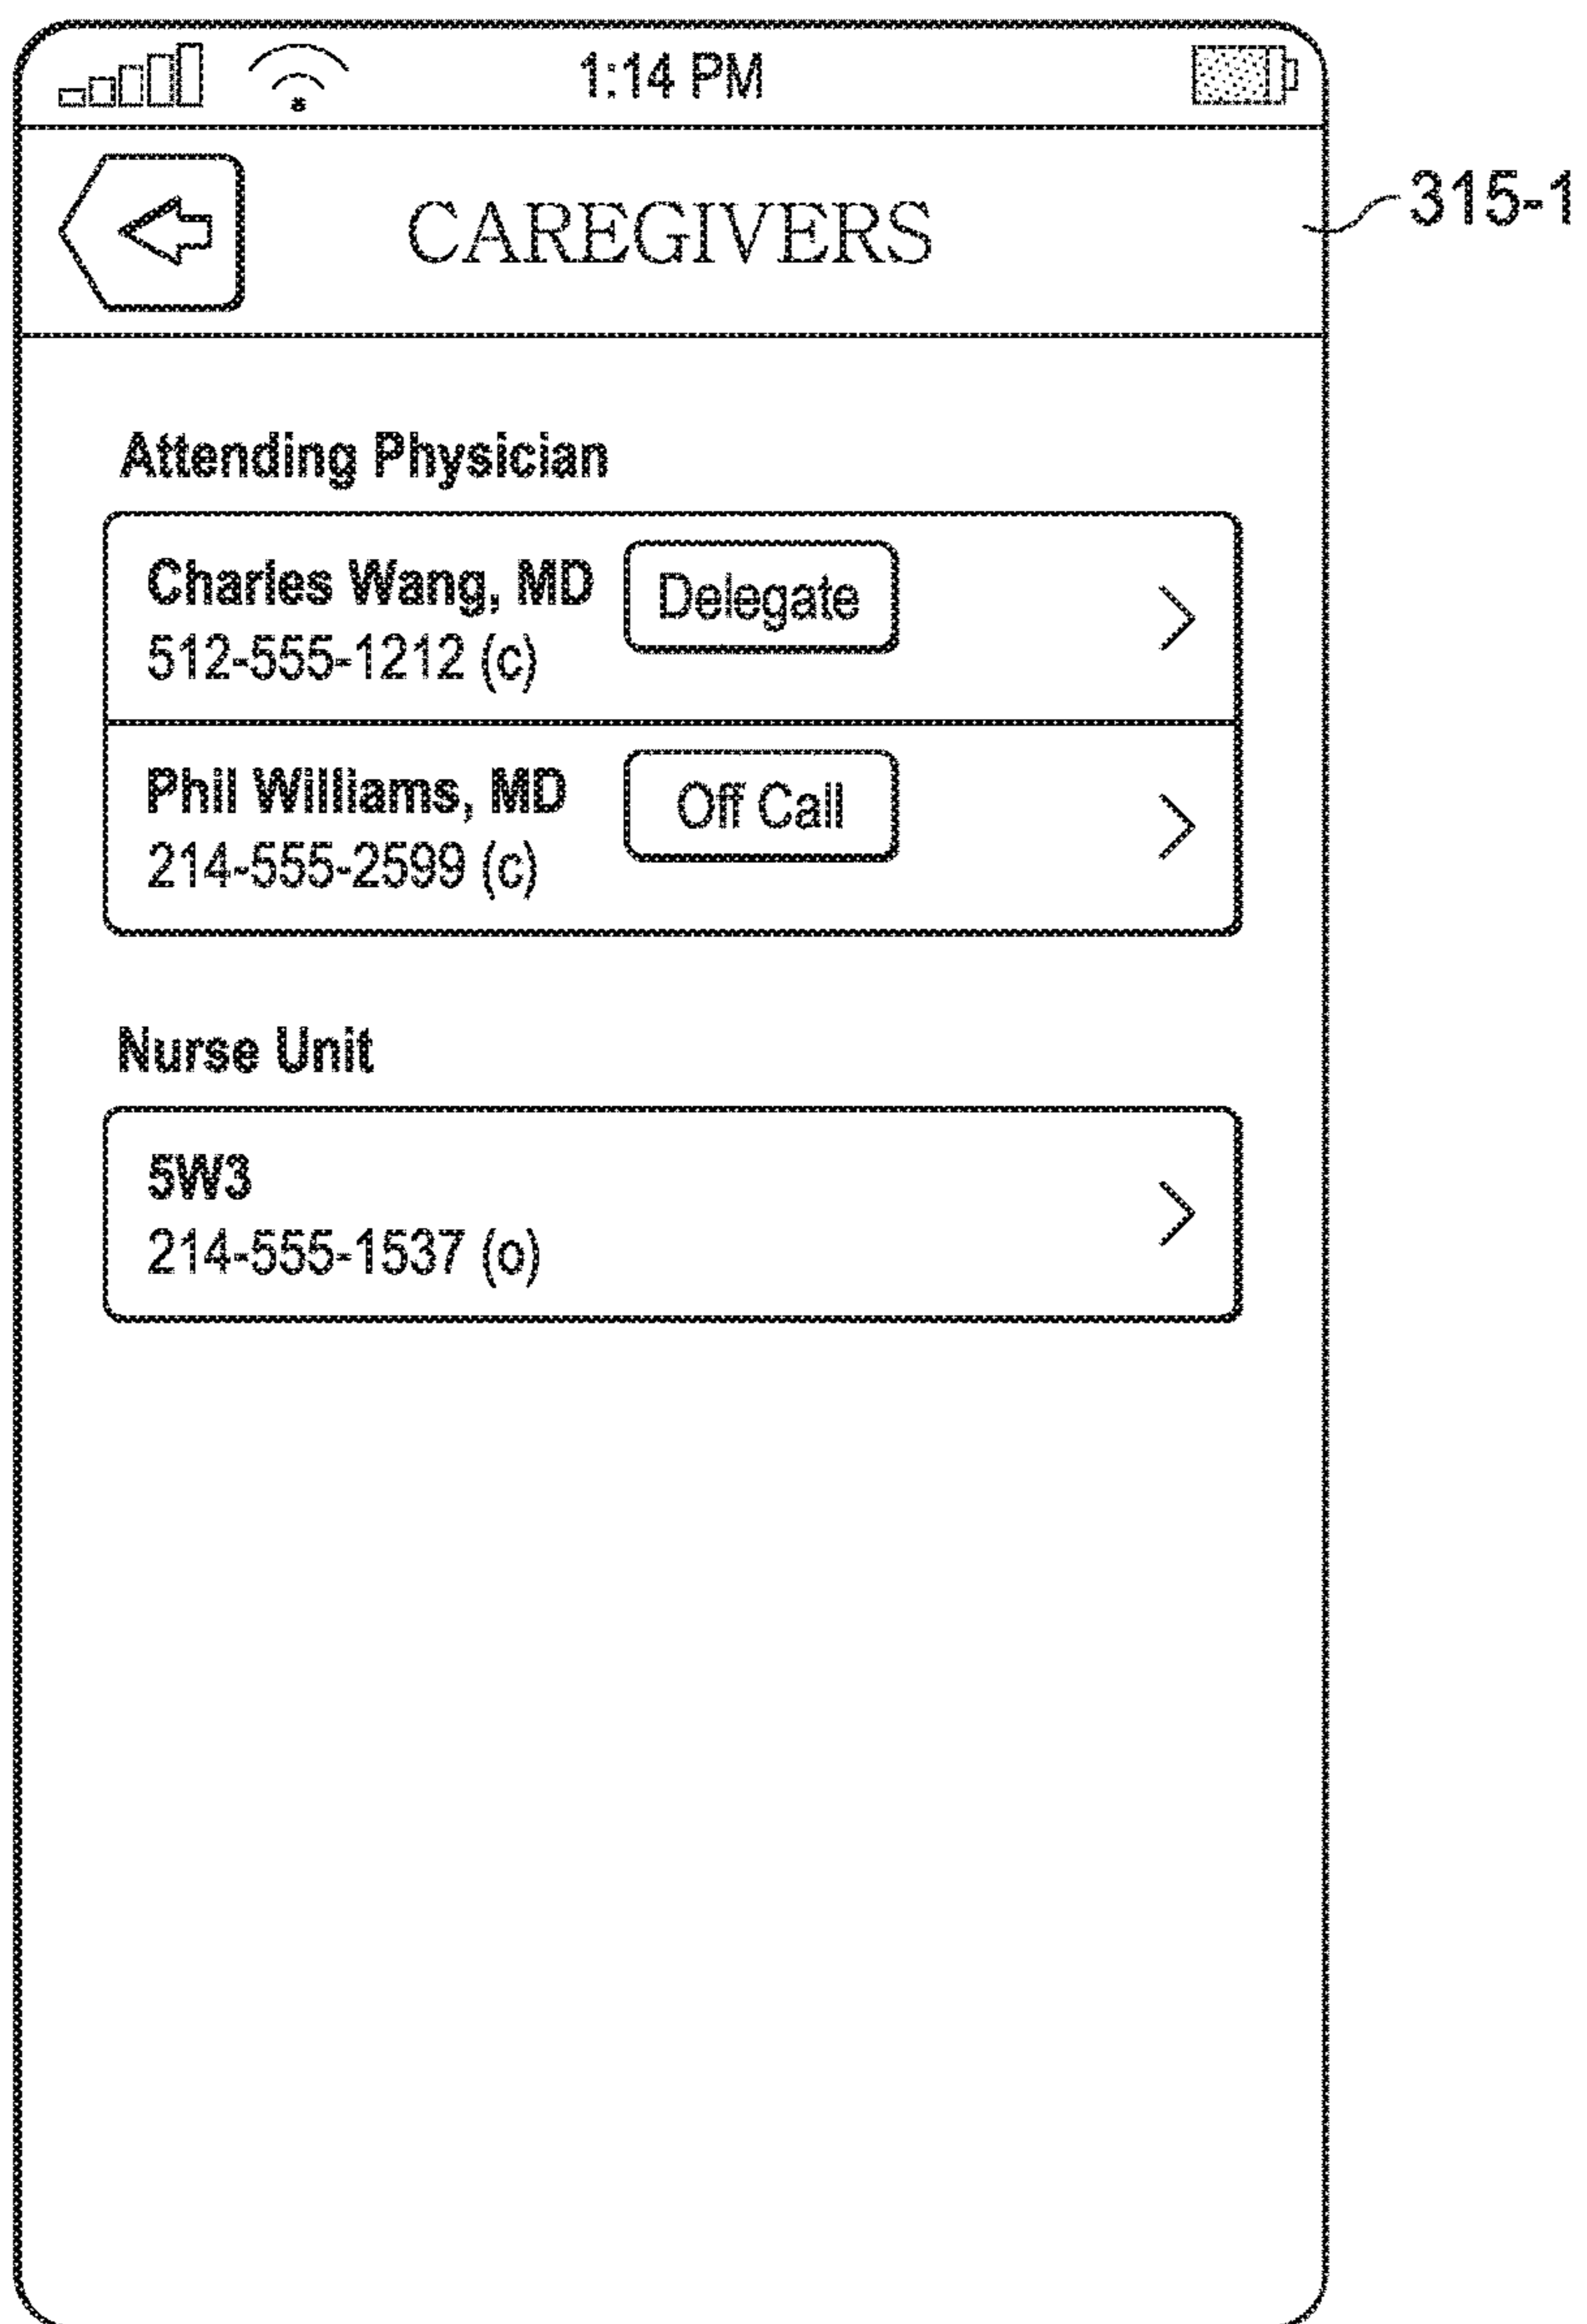 1:14 PM
CAREGIVERS
315-1
Attending Physician
Charles Wang, MD
Delegate
512-555-1212 (c)
Phil Williams, MD
Off Call
214-555-2599 (c)
Nurse Unit
5W3
214-555-1537 (o)